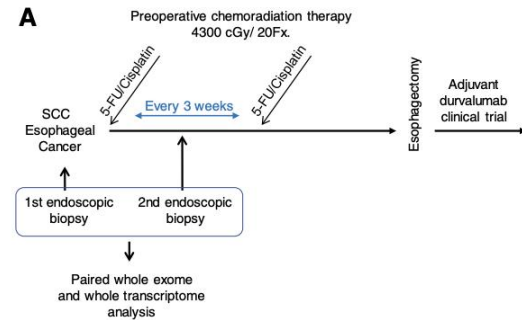 A
Preoperative chemoradiation therapy
4300 cGy/ 20Fx.
5-FU/Cisplatin
Every 3 weeks
5-FU/Cisplatin
SCC
Esophageal
Cancer
Esophagectomy
Adjuvant
durvalumab
clinical trial
1st endoscopic
biopsy
2nd endoscopic
biopsy
Paired whole exome
and whole transcriptome
analysis